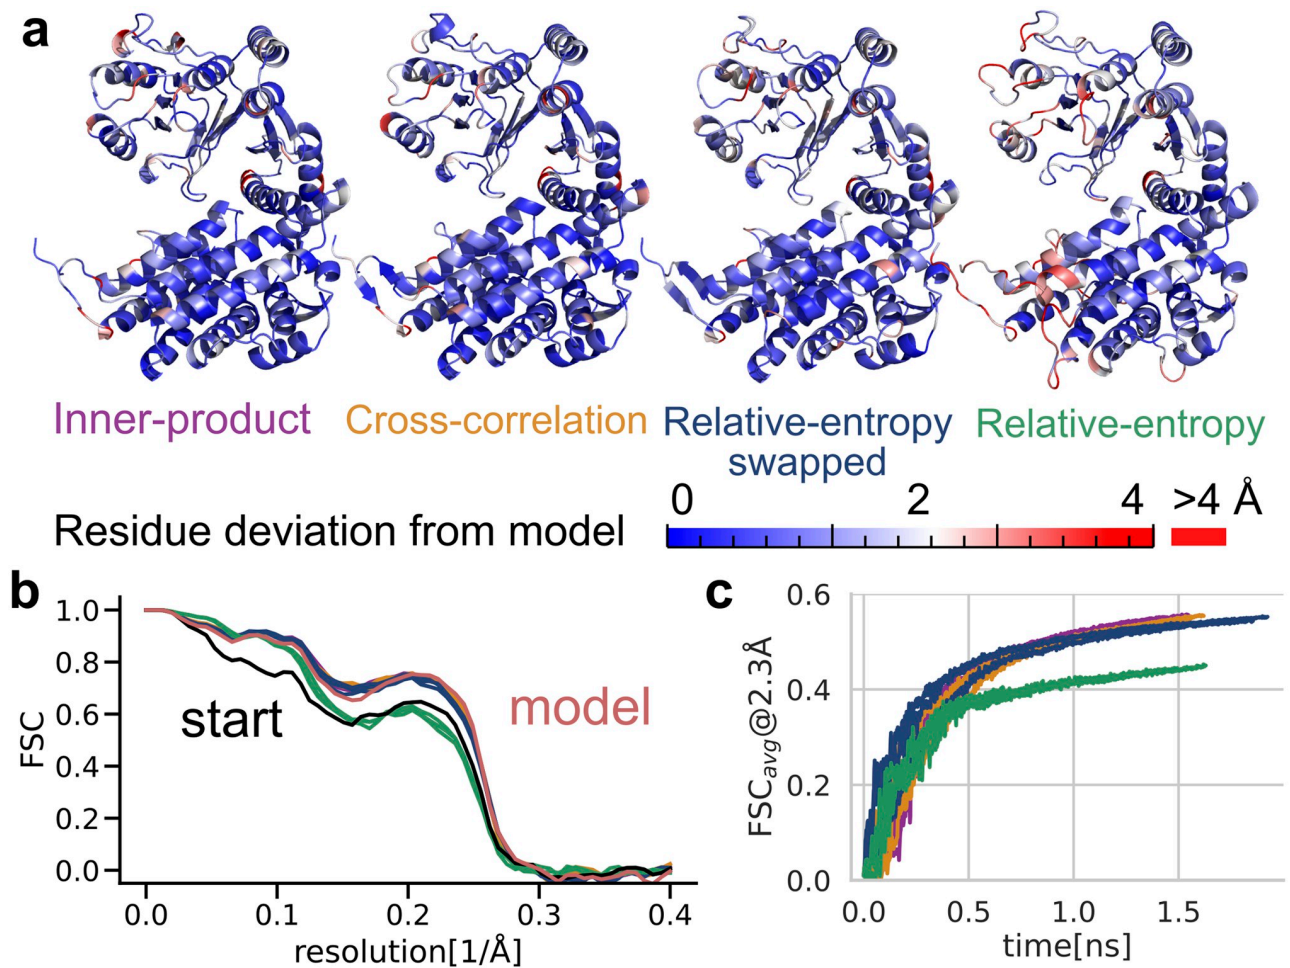 a
Inner-product
Cross-correlation
Relative-entropy
swapped
Relative-entropy
Residue deviation from model
0 2 4 >4 Å
b
FSC
1.0
0.8
0.6
0.4
0.2
0.0
start
model
0.0 0.1 0.2 0.3 0.4
resolution[1/Å]
c
FSCavg@2.3Å
0.6
0.4
0.2
0.0
0.0 0.5 1.0 1.5
time[ns]